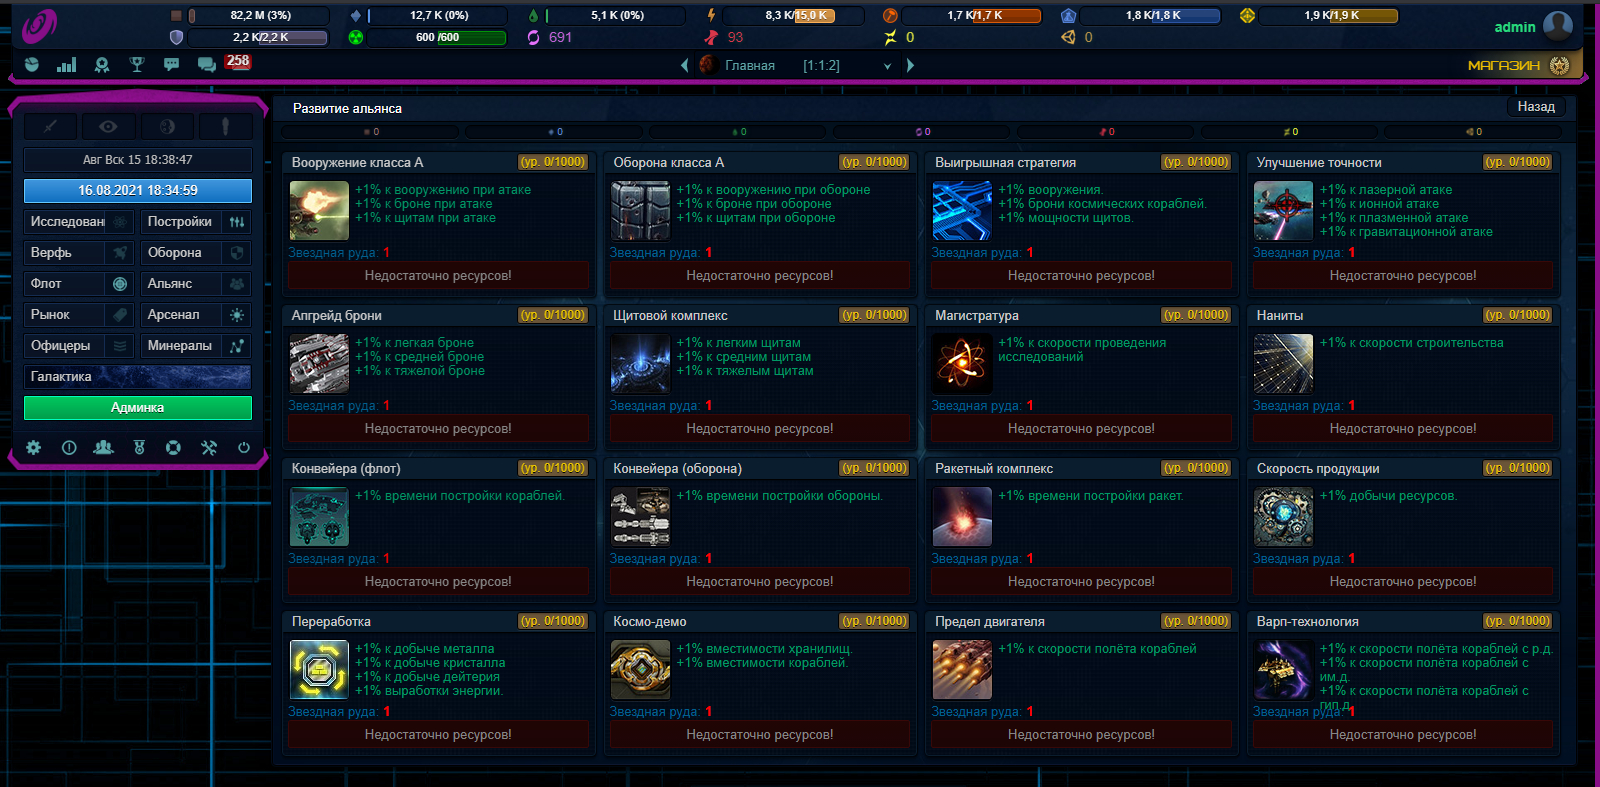 82,2 M (3%)
12,7 K (0%)
5,1 K (0%)
8,3 K/15,0 K
1,7 K/1,7 K
1,8 K/1,8 K
1,9 K/1,9 K
2,2 K/2,2 K
600 /600
691
93
0
0
admin
258
Главная [1:1:2]
МАГАЗИН
Авг Вск 15 18:38:47
16.08.2021 18:34:59
Исследован
Постройки
Верфь
Оборона
Флот
Альянс
Рынок
Арсенал
Офицеры
Минералы
Галактика
Админка
Развитие альянса
Назад
0 0 0 0 0 0 0
Вооружение класса А (ур. 0/1000)
+1% к вооружению при атаке
+1% к броне при атаке
+1% к щитам при атаке
Звездная руда: 1
Недостаточно ресурсов!
Оборона класса А (ур. 0/1000)
+1% к вооружению при обороне
+1% к броне при обороне
+1% к щитам при обороне
Звездная руда: 1
Недостаточно ресурсов!
Выигрышная стратегия (ур. 0/1000)
+1% вооружения.
+1% брони космических кораблей.
+1% мощности щитов.
Звездная руда: 1
Недостаточно ресурсов!
Улучшение точности (ур. 0/1000)
+1% к лазерной атаке
+1% к ионной атаке
+1% к плазменной атаке
+1% к гравитационной атаке
Звездная руда: 1
Недостаточно ресурсов!
Апгрейд брони (ур. 0/1000)
+1% к легкая броне
+1% к средней броне
+1% к тяжелой броне
Звездная руда: 1
Недостаточно ресурсов!
Щитовой комплекс (ур. 0/1000)
+1% к легким щитам
+1% к средним щитам
+1% к тяжелым щитам
Звездная руда: 1
Недостаточно ресурсов!
Магистратура (ур. 0/1000)
+1% к скорости проведения
исследований
Звездная руда: 1
Недостаточно ресурсов!
Наниты (ур. 0/1000)
+1% к скорости строительства
Звездная руда: 1
Недостаточно ресурсов!
Конвейера (флот) (ур. 0/1000)
+1% времени постройки кораблей.
Звездная руда: 1
Недостаточно ресурсов!
Конвейера (оборона) (ур. 0/1000)
+1% времени постройки обороны.
Звездная руда: 1
Недостаточно ресурсов!
Ракетный комплекс (ур. 0/1000)
+1% времени постройки ракет.
Звездная руда: 1
Недостаточно ресурсов!
Скорость продукции (ур. 0/1000)
+1% добычи ресурсов.
Звездная руда: 1
Недостаточно ресурсов!
Переработка (ур. 0/1000)
+1% к добыче металла
+1% к добыче кристалла
+1% к добыче дейтерия
+1% выработки энергии.
Звездная руда: 1
Недостаточно ресурсов!
Космо-демо (ур. 0/1000)
+1% вместимости хранилищ.
+1% вместимости кораблей.
Звездная руда: 1
Недостаточно ресурсов!
Предел двигателя (ур. 0/1000)
+1% к скорости полёта кораблей
Звездная руда: 1
Недостаточно ресурсов!
Варп-технология (ур. 0/1000)
+1% к скорости полёта кораблей с р.д.
+1% к скорости полёта кораблей с
им.д.
+1% к скорости полёта кораблей с
гип.д.
Звездная руда: 1
Недостаточно ресурсов!